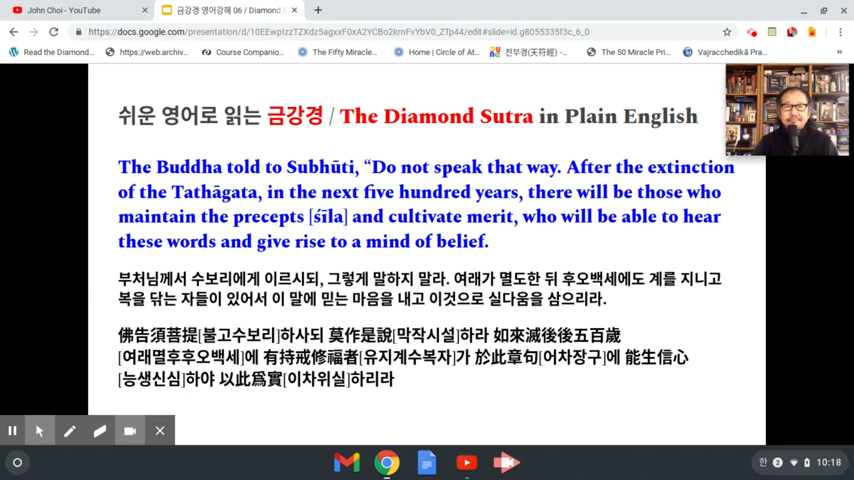 John Choi - YouTube
금강경 영어강해 06 / Diamond S
https://docs.google.com/presentation/d/10EEwpIzzTZXdz5agxxF0xA2YCBo2krnFvYbV0_ZTp44/edit#slide=id.g8055335f3c_6_0
Read the Diamond...
https://web.archiv...
Course Companio...
The Fifty Miracle...
Home | Circle of At...
천부경(天符經) -...
The 50 Miracle Pri...
Vajracchedikā Pra...
쉬운 영어로 읽는 금강경 / The Diamond Sutra in Plain English
The Buddha told to Subhūti, “Do not speak that way. After the extinction
of the Tathāgata, in the next five hundred years, there will be those who
maintain the precepts [śīla] and cultivate merit, who will be able to hear
these words and give rise to a mind of belief.
부처님께서 수보리에게 이르시되, 그렇게 말하지 말라. 여래가 멸도한 뒤 후오백세에도 계를 지니고
복을 닦는 자들이 있어서 이 말에 믿는 마음을 내고 이것으로 실다움을 삼으리라.
佛告須菩提[불고수보리]하사되 莫作是說[막작시설]하라 如來滅後後五百歲
[여래멸후후오백세]에 有持戒修福者[유지계수복자]가 於此章句[어차장구]에 能生信心
[능생신심]하야 以此爲實[이차위실]하리라
한 2 10:18